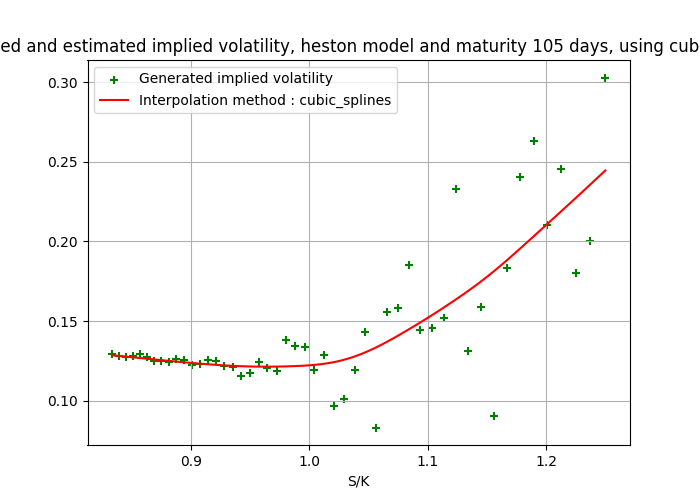 ed and estimated implied volatility, heston model and maturity 105 days, using cub
Generated implied volatility
Interpolation method : cubic_splines
0.30
0.25
0.20
0.15
0.10
0.9
1.0
1.1
1.2
S/K